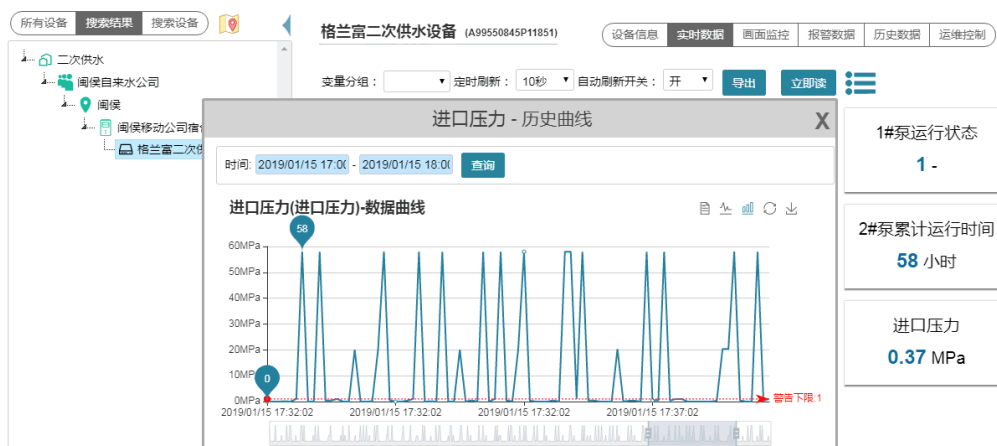 所有设备 搜索结果 搜索设备
格兰富二次供水设备 (A99550845P11851)
设备信息 实时数据 画面监控 报警数据 历史数据 运维控制
二次供水
闽侯自来水公司
闽侯
闽侯移动公司宿
格兰富二次供
变量分组： 定时刷新： 10秒 自动刷新开关： 开 导出 立即读
进口压力 - 历史曲线 X
时间: 2019/01/15 17:0 - 2019/01/15 18:0 查询
进口压力(进口压力)-数据曲线
58
60MPa
50MPa
40MPa
30MPa
20MPa
10MP
0
0MPa
警告下限:1
2019/01/15 17:32:02 2019/01/15 17:32:02 2019/01/15 17:32:02 2019/01/15 17:37:02
1#泵运行状态
1 -
2#泵累计运行时间
58 小时
进口压力
0.37 MPa